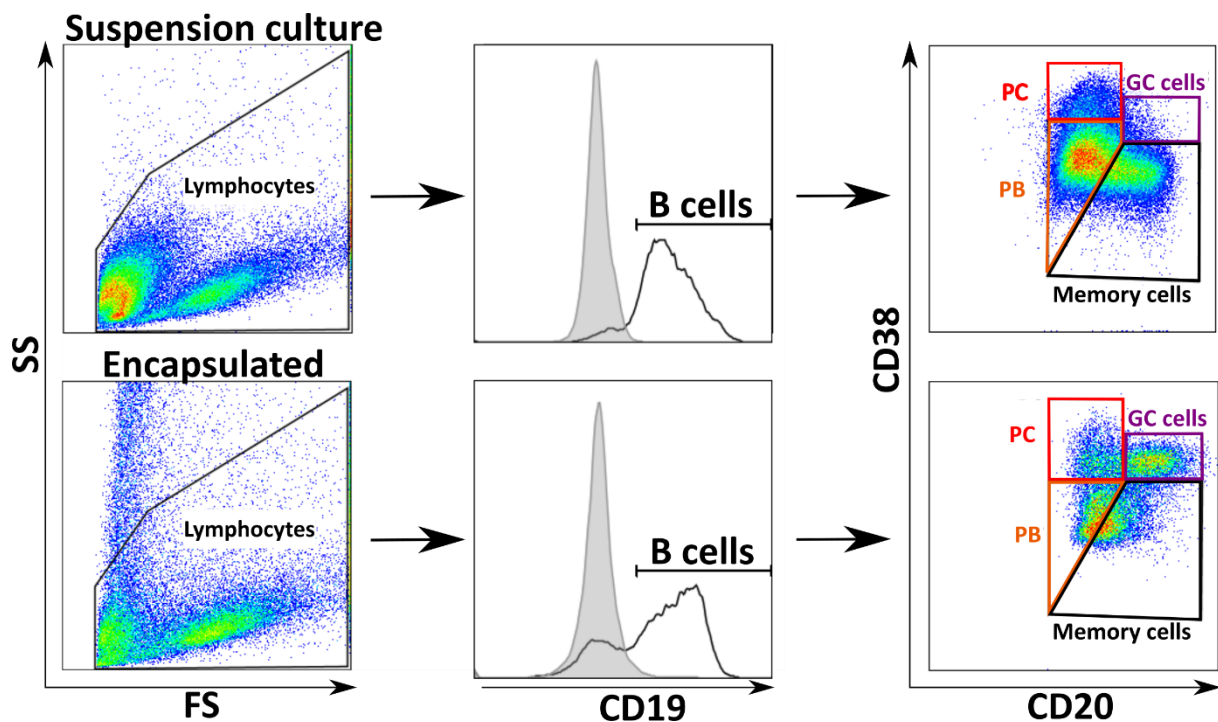 Suspension culture
Lymphocytes
B cells
PC
GC cells
PB
Memory cells
SS
CD38
Encapsulated
Lymphocytes
B cells
PC
GC cells
PB
Memory cells
FS
CD19
CD20